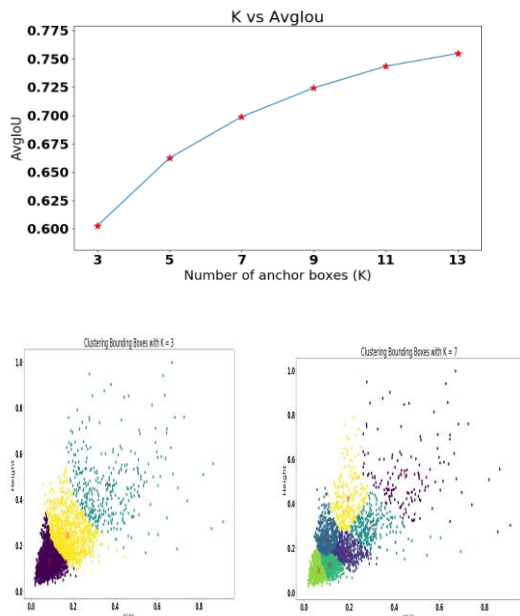 K vs AvgIou
0.775
0.750
0.725
0.700
0.675
0.650
0.625
0.600
AvgIoU
3 5 7 9 11 13
Number of anchor boxes (K)
Clustering Bounding Boxes with K = 3
1.0
0.8
0.6
0.4
0.2
0.0
Height
0.0 0.2 0.4 0.6 0.8
Clustering Bounding Boxes with K = 7
1.0
0.8
0.6
0.4
0.2
0.0
Height
0.0 0.2 0.4 0.6 0.8